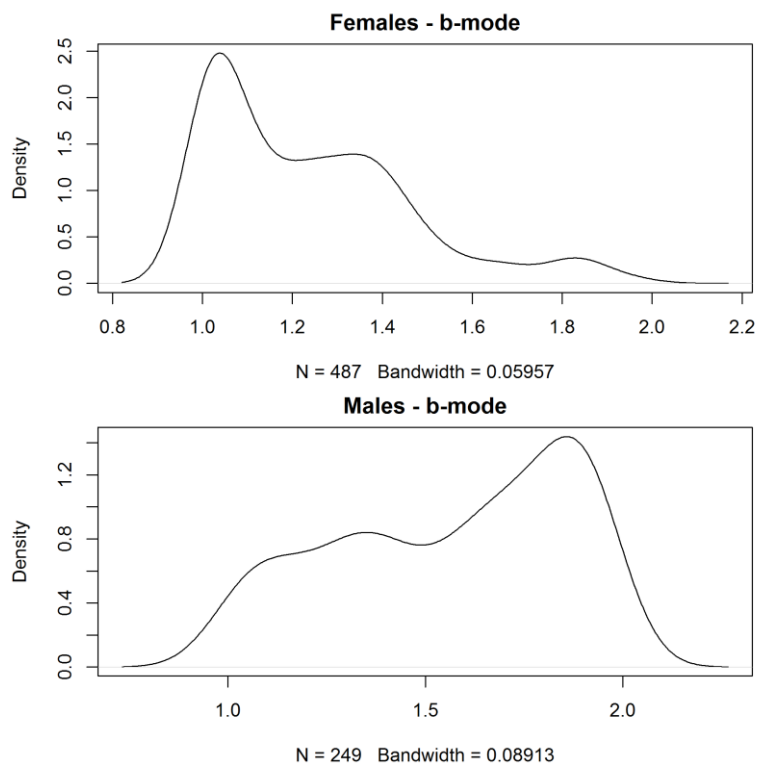 Females - b-mode
Density
0.0 0.5 1.0 1.5 2.0 2.5
0.8 1.0 1.2 1.4 1.6 1.8 2.0 2.2
N = 487 Bandwidth = 0.05957
Males - b-mode
Density
0.0 0.4 0.8 1.2
1.0 1.5 2.0
N = 249 Bandwidth = 0.08913